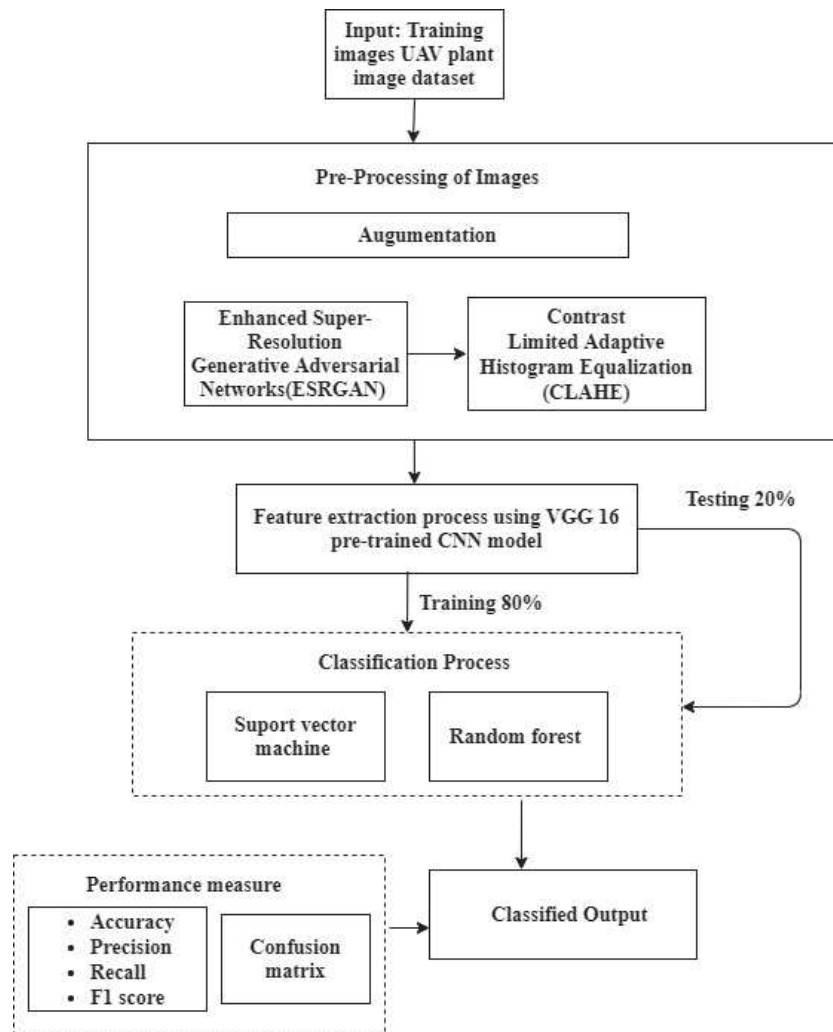 Input: Training
images UAV plant
image dataset
Pre-Processing of Images
Augumentation
Enhanced Super-
Resolution
Generative Adversarial
Networks(ESRGAN)
Contrast
Limited Adaptive
Histogram Equalization
(CLAHE)
Feature extraction process using VGG 16
pre-trained CNN model
Testing 20%
Training 80%
Classification Process
Suport vector
machine
Random forest
Performance measure
• Accuracy
• Precision
• Recall
• F1 score
Confusion
matrix
Classified Output